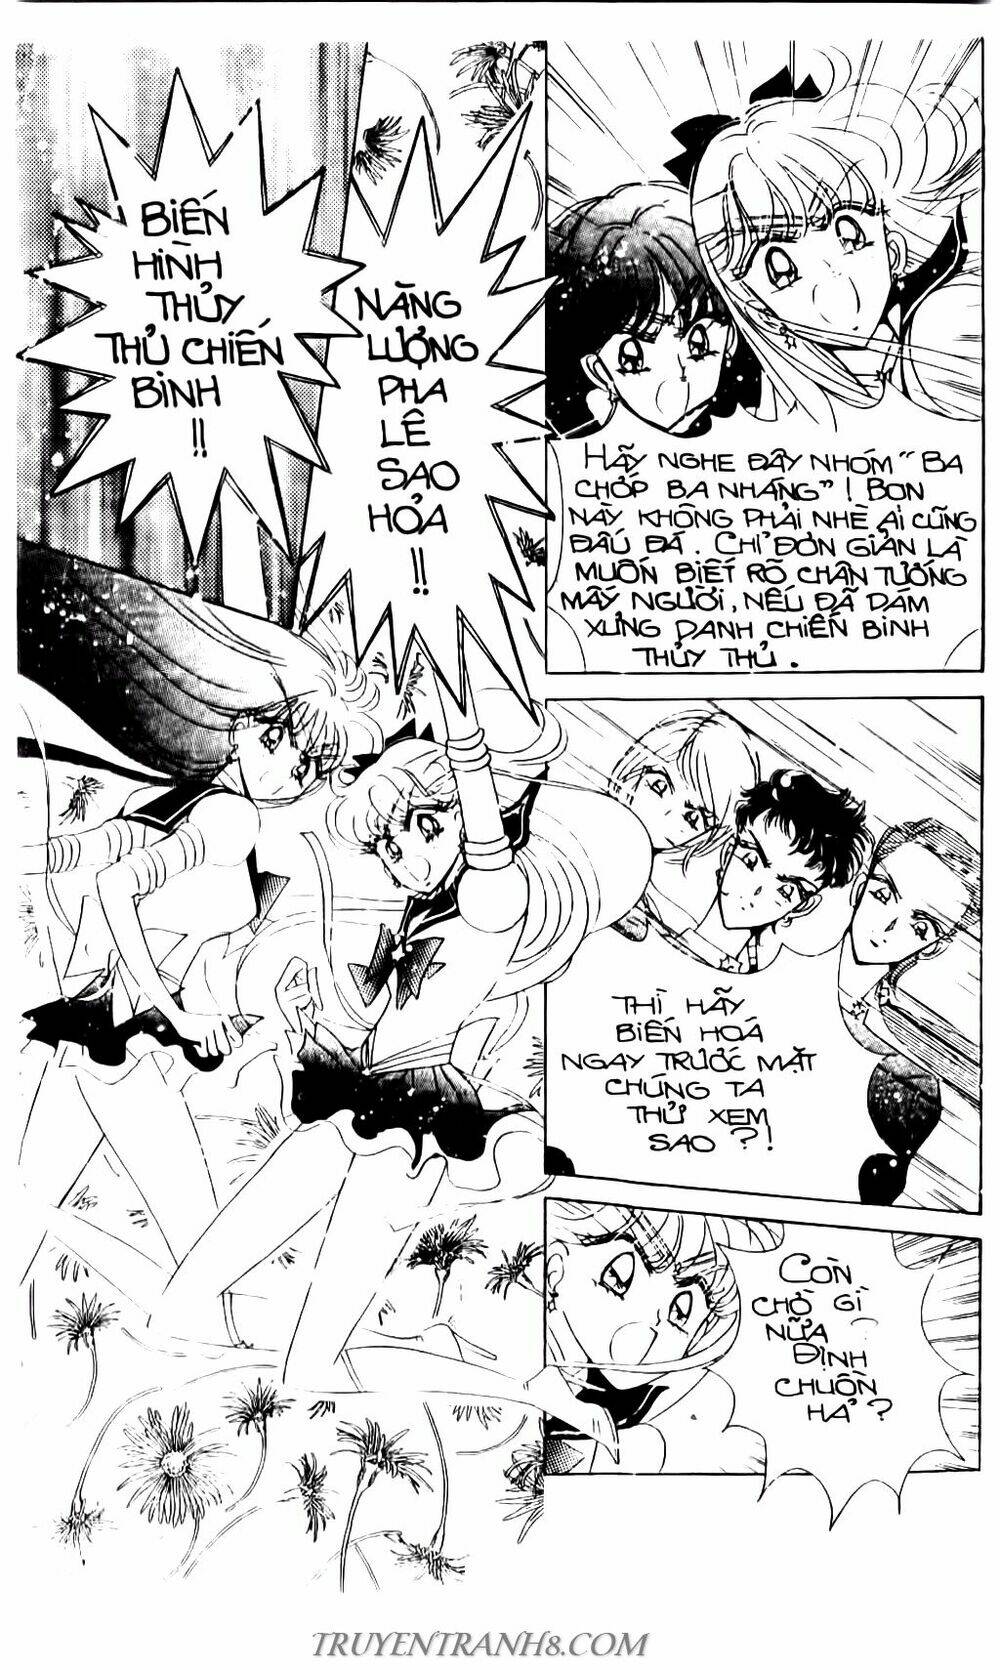 NĂNG
LƯỢNG
PHA
LÊ
SAO
HỎA
!!
BIẾN
HÌNH
THỦY
THỦ CHIẾN
BINH
!!
HÃY NGHE ĐÂY NHÓM "BA
CHỚP BA NHÁNG"! BỌN
NÀY KHÔNG PHẢI NHÈ AI CŨNG
ĐẤU ĐÁ. CHỈ ĐƠN GIẢN LÀ
MUỐN BIẾT RÕ CHÂN TƯỚNG
MẤY NGƯỜI, NẾU ĐÃ DÁM
XƯNG DANH CHIẾN BINH
THỦY THỦ.
THÌ HÃY
BIẾN HOÁ
NGAY TRƯỚC MẶT
CHÚNG TA
THỬ XEM
SAO?!
CÒN
CHỜ GÌ
NỮA
ĐỊNH
CHUỒN
HẢ?
TRUYENTRANH8.COM